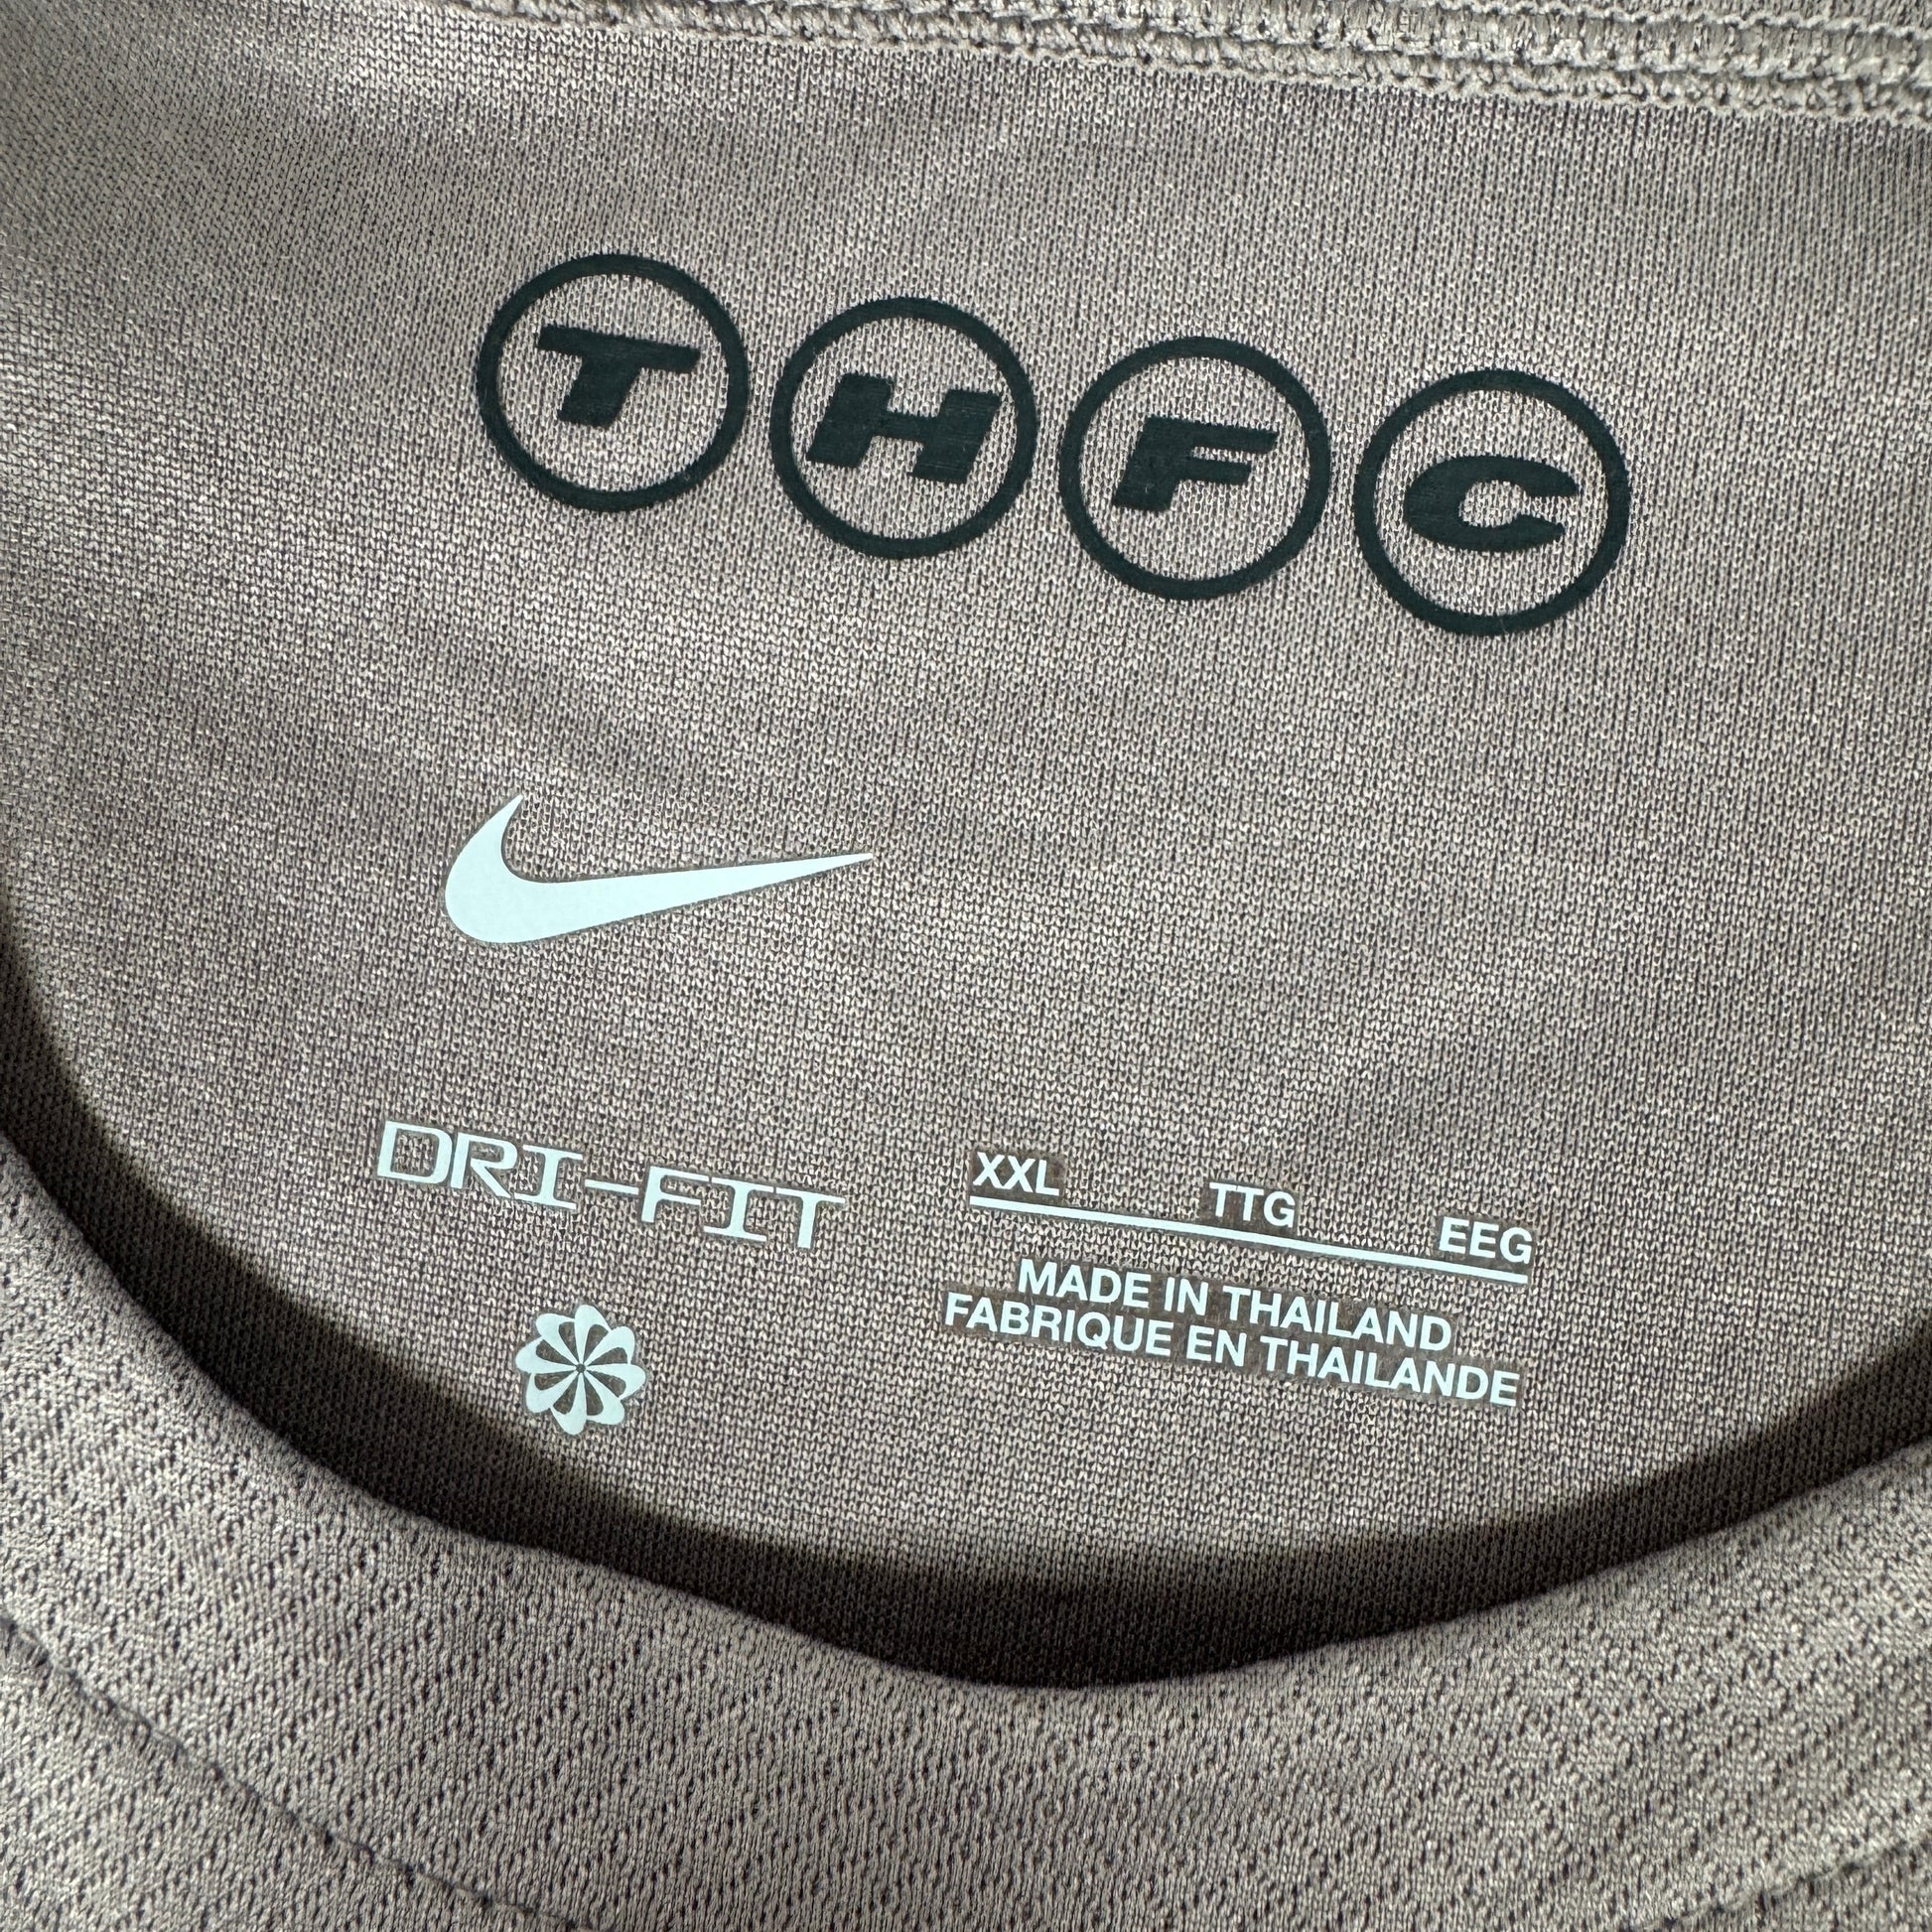 THFC
DRI-FIT
XXL TTG EEG
MADE IN THAILAND
FABRIQUE EN THAILANDE